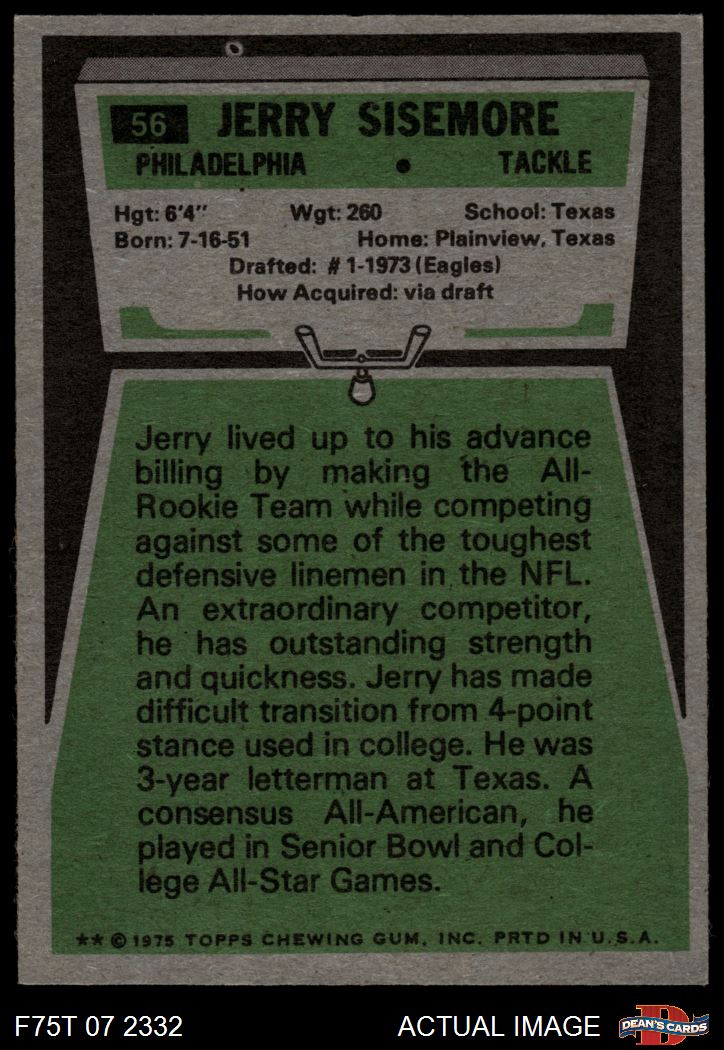 56 JERRY SISEMORE
PHILADELPHIA • TACKLE
Hgt: 6'4" Wgt: 260 School: Texas
Born: 7-16-51 Home: Plainview, Texas
Drafted: # 1-1973 (Eagles)
How Acquired: via draft
Jerry lived up to his advance
billing by making the All-
Rookie Team while competing
against some of the toughest
defensive linemen in the NFL.
An extraordinary competitor,
he has outstanding strength
and quickness. Jerry has made
difficult transition from 4-point
stance used in college. He was
3-year letterman at Texas. A
consensus All-American, he
played in Senior Bowl and Col-
lege All-Star Games.
** © 1975 TOPPS CHEWING GUM, INC. PRTD IN U.S.A.
F75T 07 2332 ACTUAL IMAGE D DEAN'S CARDS